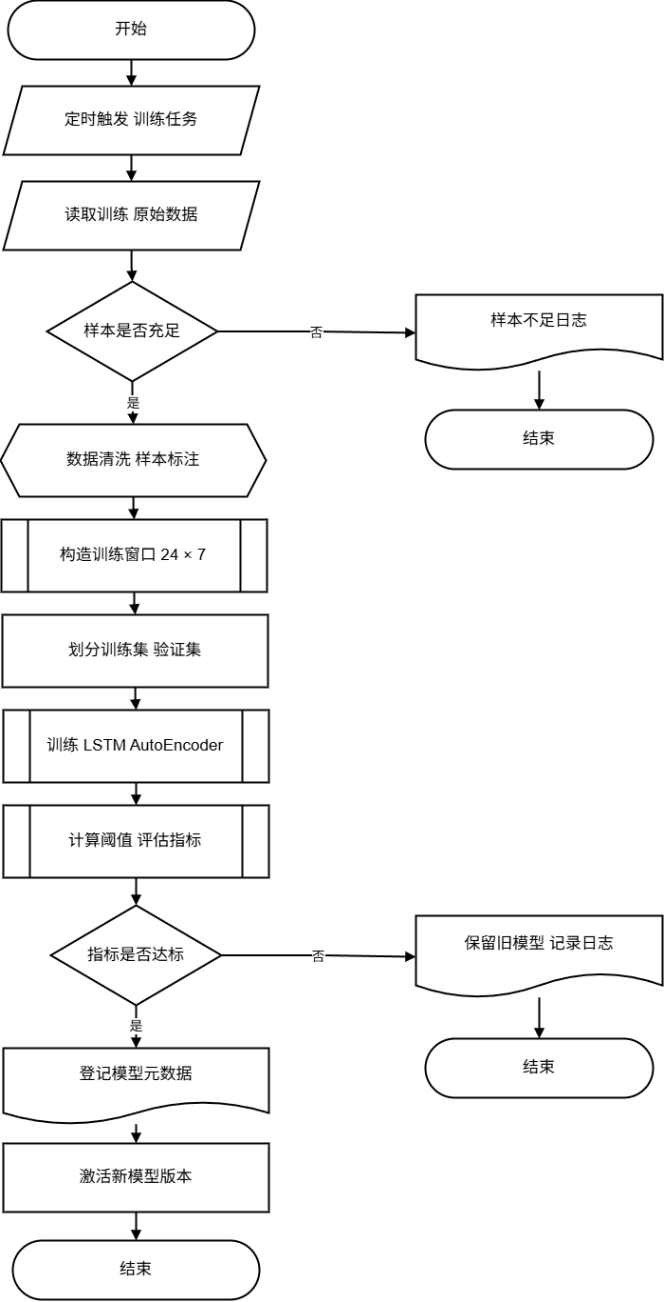 开始
定时触发 训练任务
读取训练 原始数据
样本是否充足
否
样本不足日志
结束
是
数据清洗 样本标注
构造训练窗口 24 × 7
划分训练集 验证集
训练 LSTM AutoEncoder
计算阈值 评估指标
指标是否达标
否
保留旧模型 记录日志
结束
是
登记模型元数据
激活新模型版本
结束